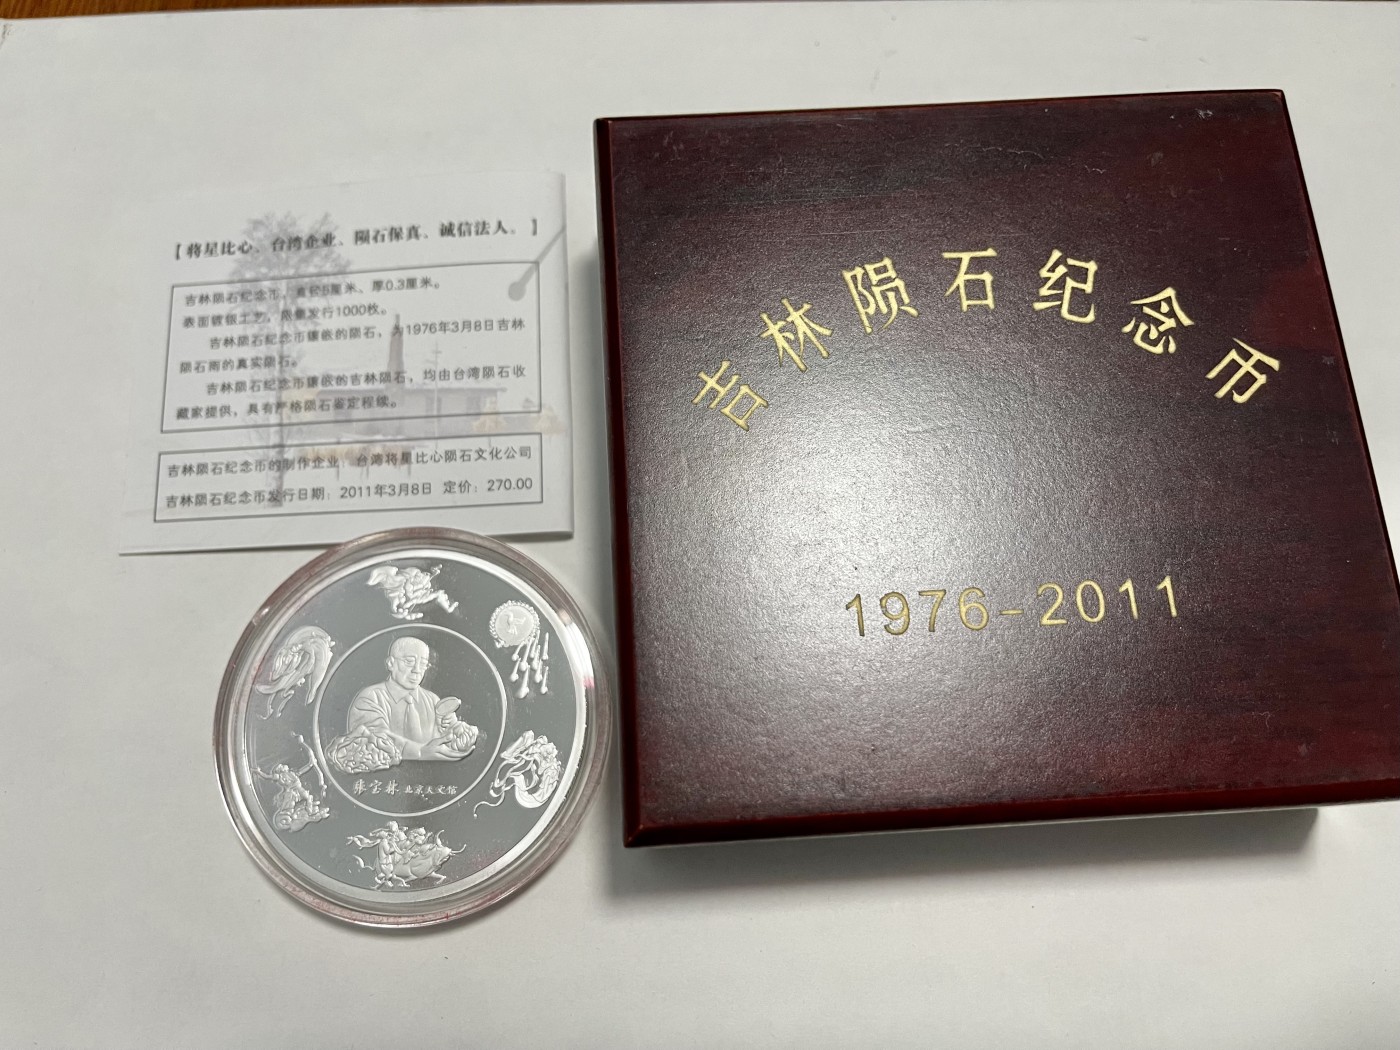 【将星比心、台湾企业、陨石保真、诚信法人。】
吉林陨石纪念币，直径5厘米、厚0.3厘米。
表面镀银工艺，限量发行1000枚。
吉林陨石纪念币镶嵌的陨石，为1976年3月8日吉林
陨石雨的真实陨石。
吉林陨石纪念币镶嵌的吉林陨石，均由台湾陨石收
藏家提供，具有严格陨石鉴定程续。
吉林陨石纪念币的制作企业：台湾将星比心陨石文化公司
吉林陨石纪念币发行日期：2011年3月8日 定价：270.00
张宝林 北京天文馆
吉林陨石纪念币
1976-2011